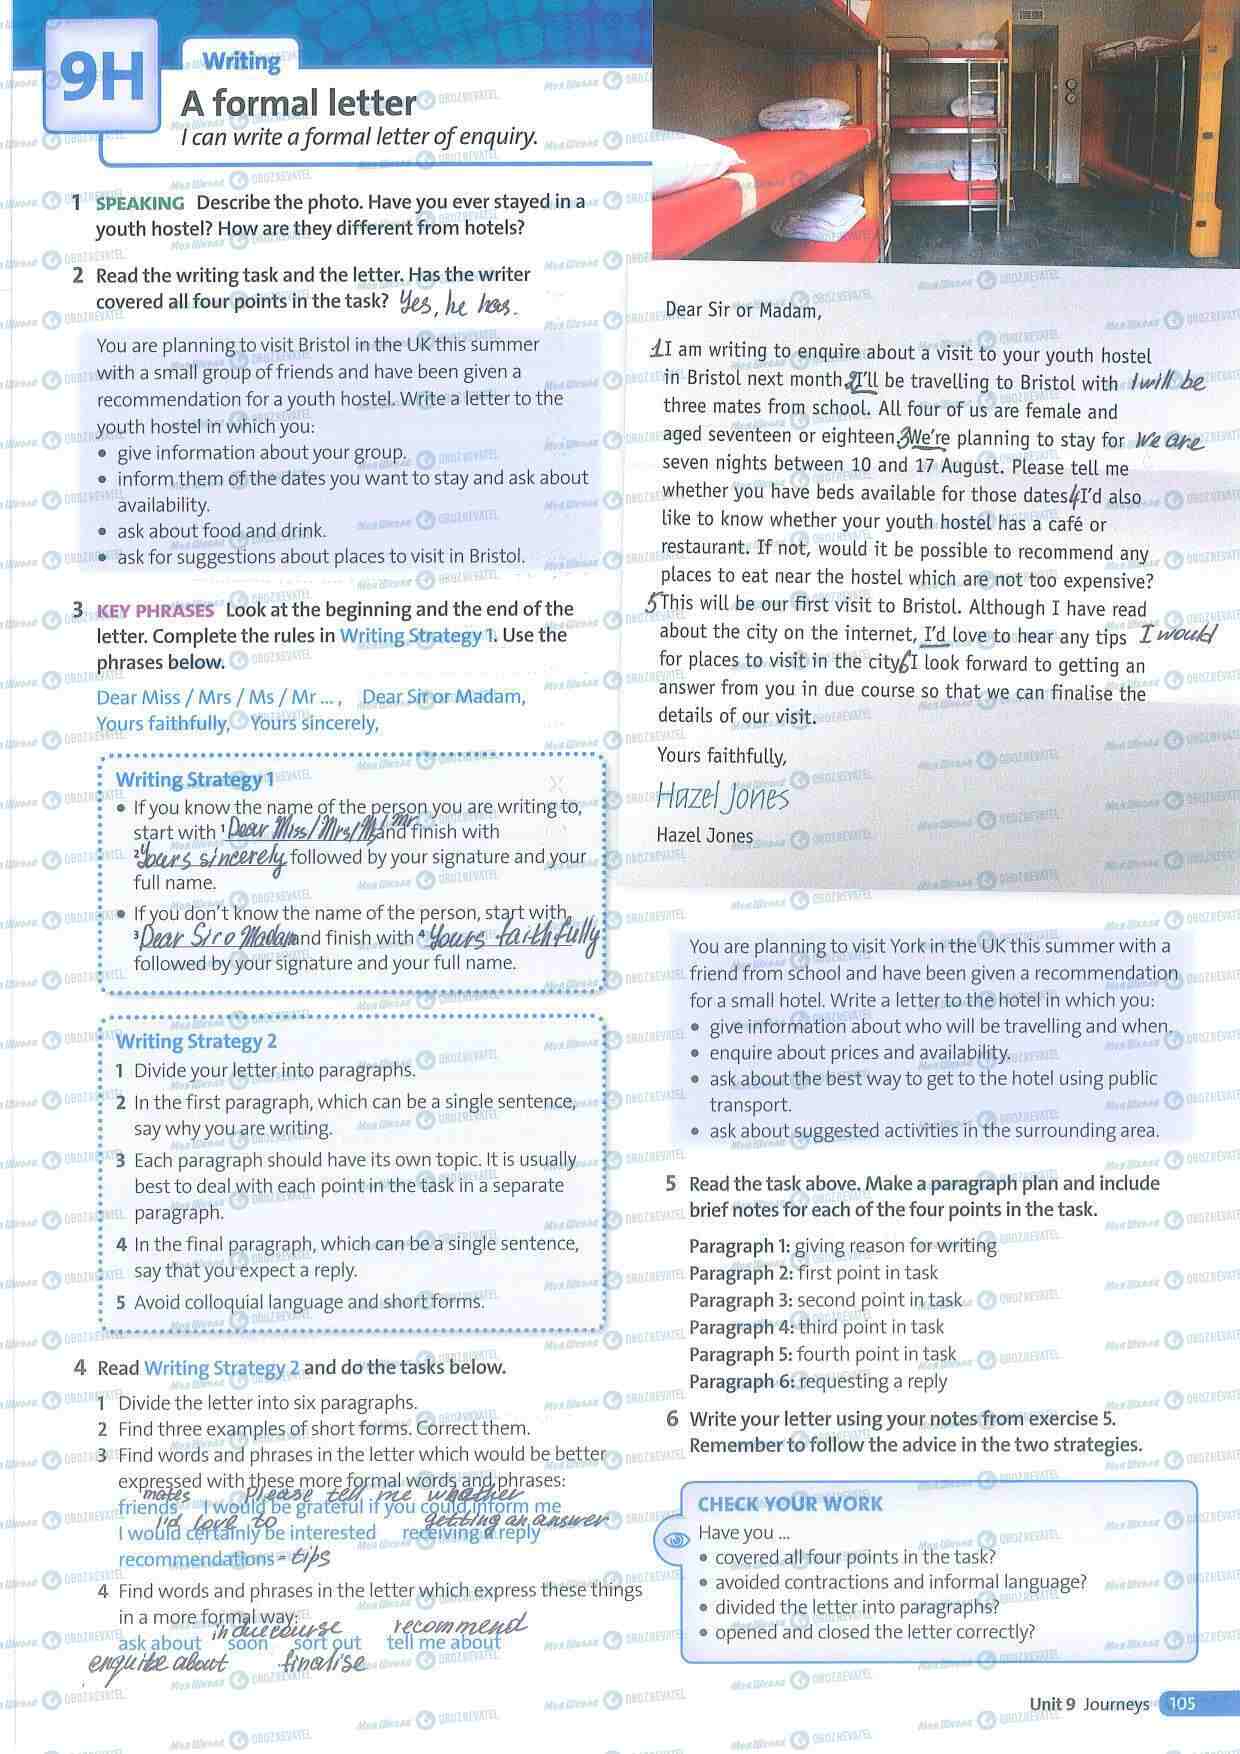 9H
Writing
A formal letter
I can write a formal letter of enquiry.
1 SPEAKING Describe the photo. Have you ever stayed in a
youth hostel? How are they different from hotels?
2 Read the writing task and the letter. Has the writer
covered all four points in the task? Yes, he has.
You are planning to visit Bristol in the UK this summer
with a small group of friends and have been given a
recommendation for a youth hostel. Write a letter to the
youth hostel in which you:
• give information about your group.
• inform them of the dates you want to stay and ask about
availability.
• ask about food and drink.
• ask for suggestions about places to visit in Bristol.
3 KEY PHRASES Look at the beginning and the end of the
letter. Complete the rules in Writing Strategy 1. Use the
phrases below.
Dear Miss / Mrs / Ms / Mr ... , Dear Sir or Madam,
Yours faithfully, Yours sincerely,
Writing Strategy 1
• If you know the name of the person you are writing to,
start with 1 Dear Miss/Mrs/Ms/Mr and finish with
2 Yours sincerely followed by your signature and your
full name.
• If you don't know the name of the person, start with
3 Dear Sir o Madam and finish with 4 Yours faithfully
followed by your signature and your full name.
Writing Strategy 2
1 Divide your letter into paragraphs.
2 In the first paragraph, which can be a single sentence,
say why you are writing.
3 Each paragraph should have its own topic. It is usually
best to deal with each point in the task in a separate
paragraph.
4 In the final paragraph, which can be a single sentence,
say that you expect a reply.
5 Avoid colloquial language and short forms.
4 Read Writing Strategy 2 and do the tasks below.
1 Divide the letter into six paragraphs.
2 Find three examples of short forms. Correct them.
3 Find words and phrases in the letter which would be better
expressed with these more formal words and phrases:
mates Please tell me whether
friends I would be grateful if you could inform me
I'd love to getting an answer
I would certainly be interested receiving a reply
recommendations - tips
4 Find words and phrases in the letter which express these things
in a more formal way:
in due course recommend
ask about soon sort out tell me about
enquire about finalise
Dear Sir or Madam,
1 I am writing to enquire about a visit to your youth hostel
in Bristol next month. 2 I'll be travelling to Bristol with I will be
three mates from school. All four of us are female and
aged seventeen or eighteen. 3 We're planning to stay for We are
seven nights between 10 and 17 August. Please tell me
whether you have beds available for those dates. 4 I'd also
like to know whether your youth hostel has a café or
restaurant. If not, would it be possible to recommend any
places to eat near the hostel which are not too expensive?
5 This will be our first visit to Bristol. Although I have read
about the city on the internet, I'd love to hear any tips I would
for places to visit in the city. 6 I look forward to getting an
answer from you in due course so that we can finalise the
details of our visit.
Yours faithfully,
Hazel Jones
Hazel Jones
You are planning to visit York in the UK this summer with a
friend from school and have been given a recommendation
for a small hotel. Write a letter to the hotel in which you:
• give information about who will be travelling and when.
• enquire about prices and availability.
• ask about the best way to get to the hotel using public
transport.
• ask about suggested activities in the surrounding area.
5 Read the task above. Make a paragraph plan and include
brief notes for each of the four points in the task.
Paragraph 1: giving reason for writing
Paragraph 2: first point in task
Paragraph 3: second point in task
Paragraph 4: third point in task
Paragraph 5: fourth point in task
Paragraph 6: requesting a reply
6 Write your letter using your notes from exercise 5.
Remember to follow the advice in the two strategies.
CHECK YOUR WORK
Have you ...
• covered all four points in the task?
• avoided contractions and informal language?
• divided the letter into paragraphs?
• opened and closed the letter correctly?
Unit 9 Journeys 105